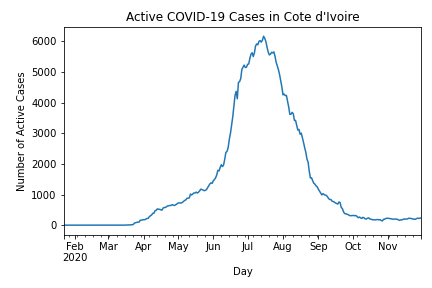 Active COVID-19 Cases in Cote d'Ivoire
6000
5000
4000
3000
2000
1000
0
Number of Active Cases
Feb Mar Apr May Jun Jul Aug Sep Oct Nov
2020
Day